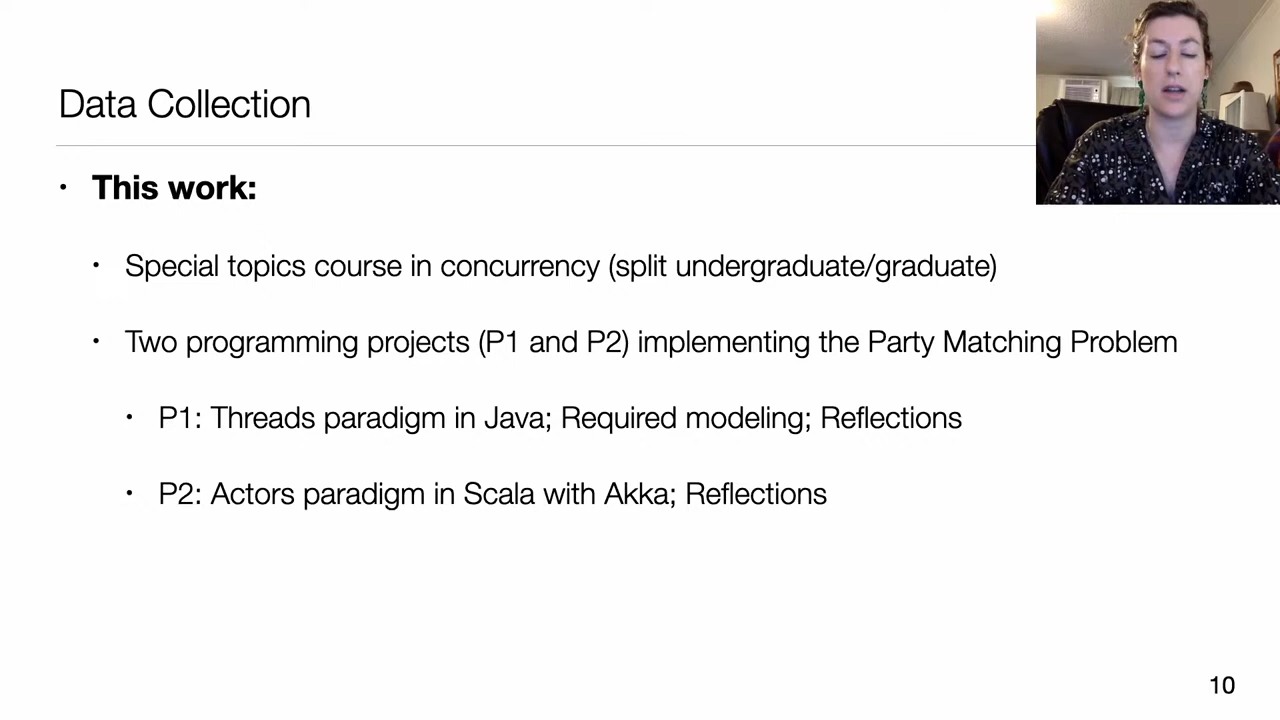 Data Collection
• This work:
• Special topics course in concurrency (split undergraduate/graduate)
• Two programming projects (P1 and P2) implementing the Party Matching Problem
• P1: Threads paradigm in Java; Required modeling; Reflections
• P2: Actors paradigm in Scala with Akka; Reflections
10